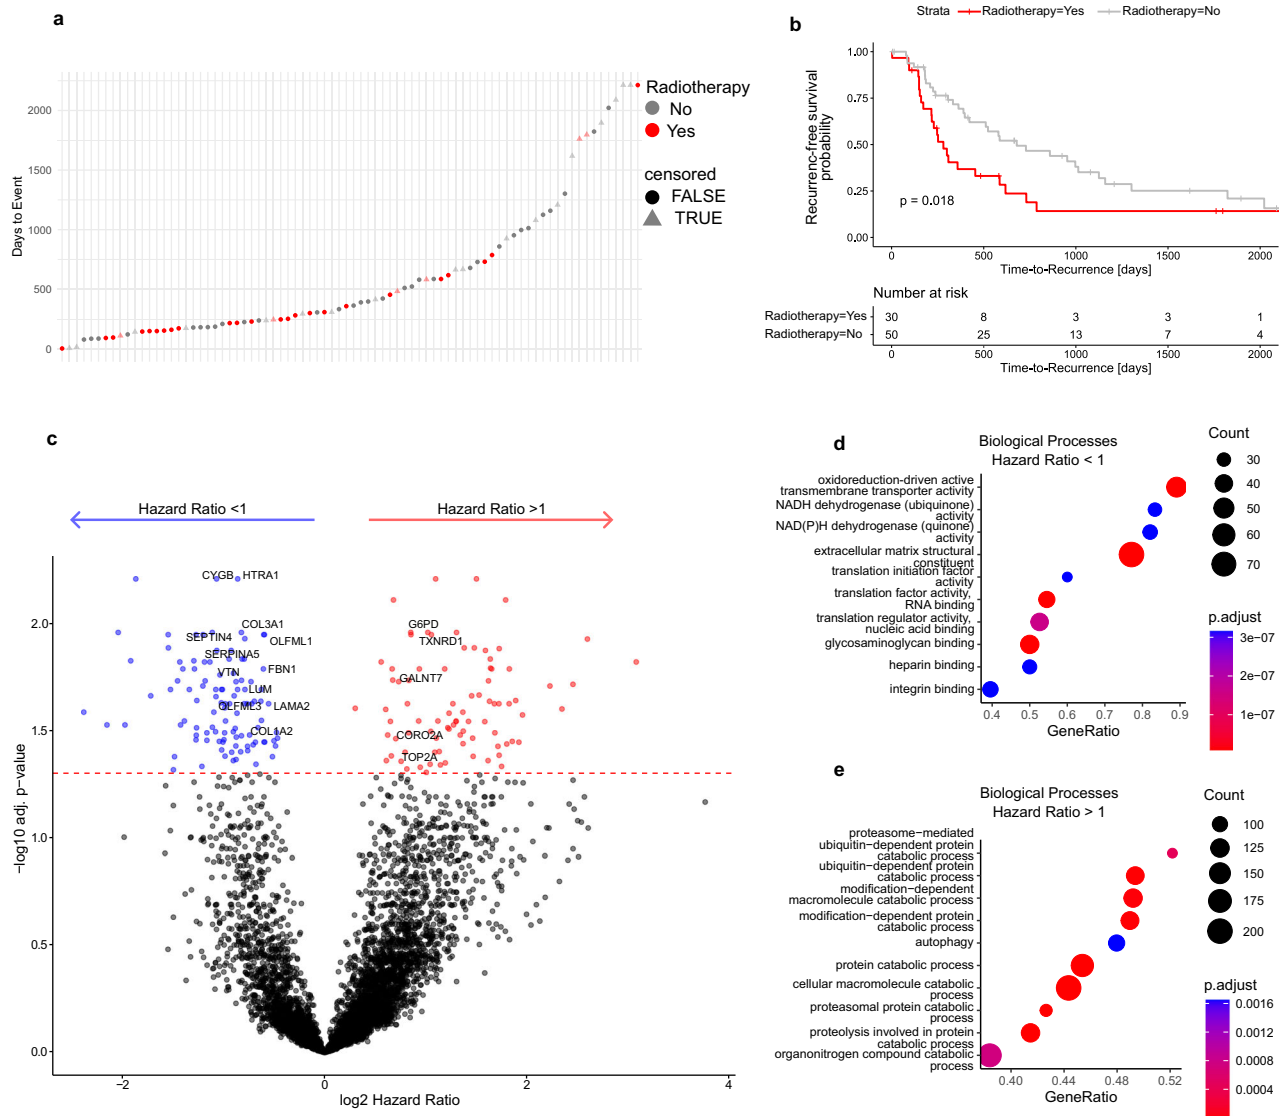 a
Days to Event
2000
1500
1000
500
0
Radiotherapy
No
Yes
censored
FALSE
TRUE
b
Strata Radiotherapy=Yes Radiotherapy=No
Recurrenc-free survival
probability
1.00
0.75
0.50
0.25
0.00
p = 0.018
0 500 1000 1500 2000
Time-to-Recurrence [days]
Number at risk
Radiotherapy=Yes 30 8 3 3 1
Radiotherapy=No 50 25 13 7 4
0 500 1000 1500 2000
Time-to-Recurrence [days]
c
Hazard Ratio <1 Hazard Ratio >1
−log10 adj. p−value
2.0
1.5
1.0
0.5
0.0
CYGB HTRA1
COL3A1
SEPTIN4
OLFML1
SERPINA5
VTN
FBN1
LUM
OLFML3
LAMA2
COL1A2
G6PD
TXNRD1
GALNT7
CORO2A
TOP2A
−2 0 2 4
log2 Hazard Ratio
d
Biological Processes
Hazard Ratio < 1
oxidoreduction−driven active
transmembrane transporter activity
NADH dehydrogenase (ubiquinone)
activity
NAD(P)H dehydrogenase (quinone)
activity
extracellular matrix structural
constituent
translation initiation factor
activity
translation factor activity,
RNA binding
translation regulator activity,
nucleic acid binding
glycosaminoglycan binding
heparin binding
integrin binding
0.4 0.5 0.6 0.7 0.8 0.9
GeneRatio
Count
30
40
50
60
70
p.adjust
3e−07
2e−07
1e−07
e
Biological Processes
Hazard Ratio > 1
proteasome−mediated
ubiquitin−dependent protein
catabolic process
ubiquitin−dependent protein
catabolic process
modification−dependent
macromolecule catabolic process
modification−dependent protein
catabolic process
autophagy
protein catabolic process
cellular macromolecule catabolic
process
proteasomal protein catabolic
process
proteolysis involved in protein
catabolic process
organonitrogen compound catabolic
process
0.40 0.44 0.48 0.52
GeneRatio
Count
100
125
150
175
200
p.adjust
0.0016
0.0012
0.0008
0.0004